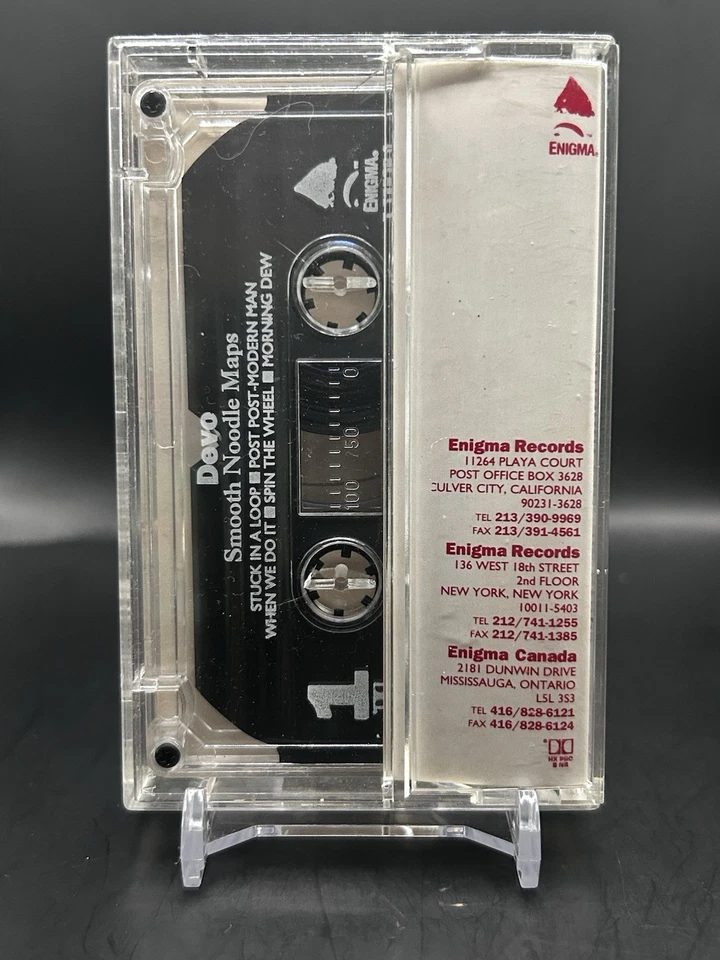 Devo
Smooth Noodle Maps
STUCK IN A LOOP ■ POST POST-MODERN MAN
WHEN WE DO IT ■ SPIN THE WHEEL ■ MORNING DEW
ENIGMA
1
100 /50 0
ENIGMA
Enigma Records
11264 PLAYA COURT
POST OFFICE BOX 3628
CULVER CITY, CALIFORNIA
90231-3628
TEL 213/390-9969
FAX 213/391-4561
Enigma Records
136 WEST 18th STREET
2nd FLOOR
NEW YORK, NEW YORK
10011-5403
TEL 212/741-1255
FAX 212/741-1385
Enigma Canada
2181 DUNWIN DRIVE
MISSISSAUGA, ONTARIO
L5L 3S3
TEL 416/828-6121
FAX 416/828-6124
HX PRO